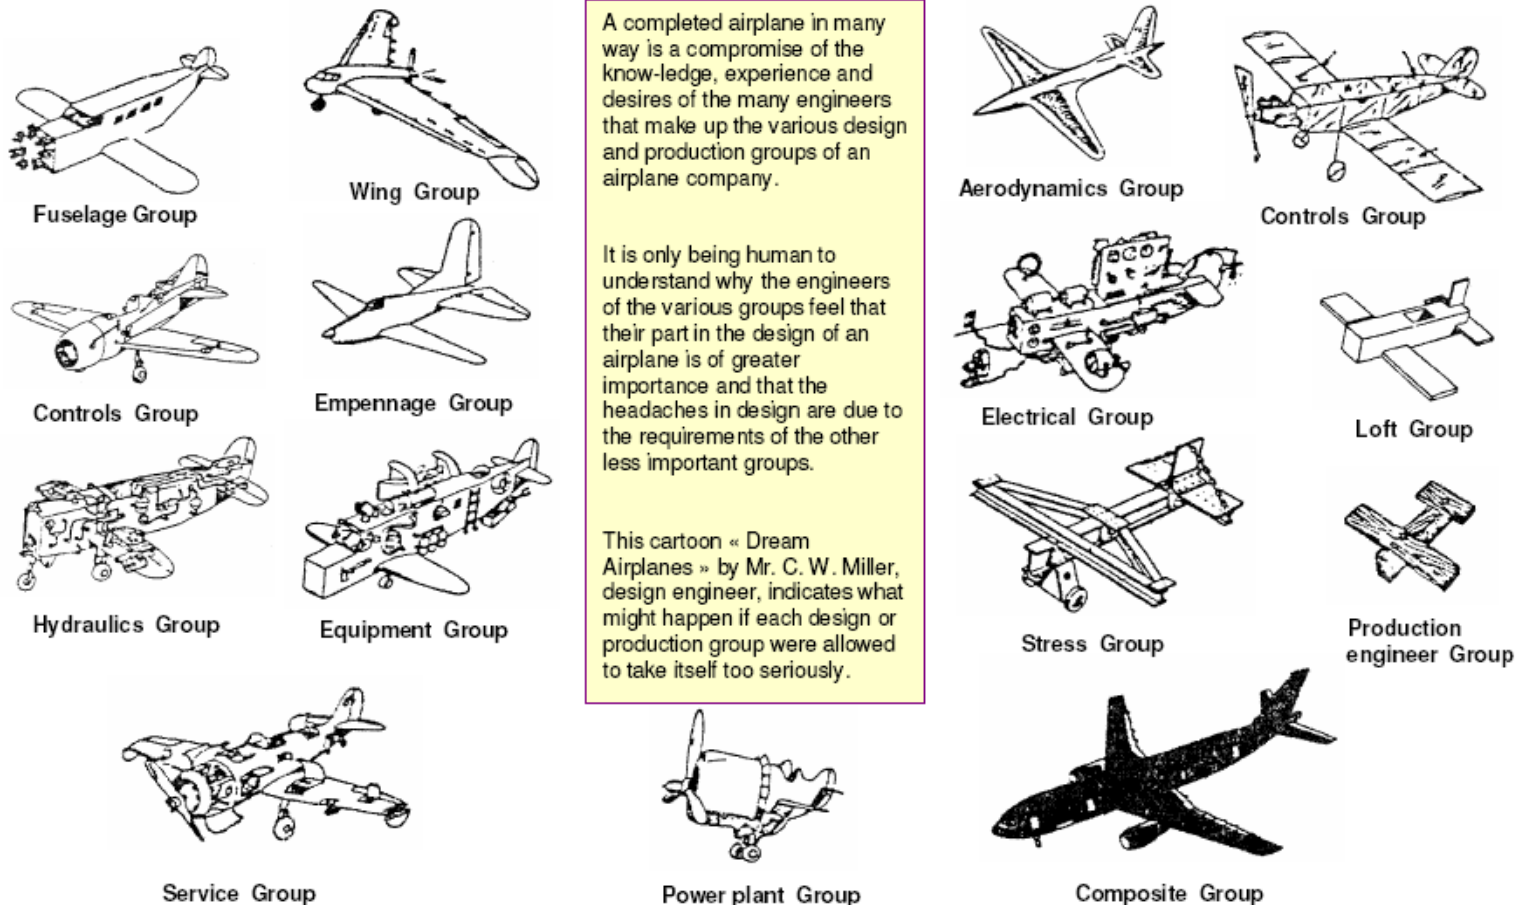 A completed airplane in many
way is a compromise of the
know-ledge, experience and
desires of the many engineers
that make up the various design
and production groups of an
airplane company.
It is only being human to
understand why the engineers
of the various groups feel that
their part in the design of an
airplane is of greater
importance and that the
headaches in design are due to
the requirements of the other
less important groups.
This cartoon « Dream
Airplanes » by Mr. C. W. Miller,
design engineer, indicates what
might happen if each design or
production group were allowed
to take itself too seriously.
Fuselage Group
Wing Group
Aerodynamics Group
Controls Group
Controls Group
Empennage Group
Electrical Group
Loft Group
Hydraulics Group
Equipment Group
Stress Group
Production
engineer Group
Service Group
Power plant Group
Composite Group